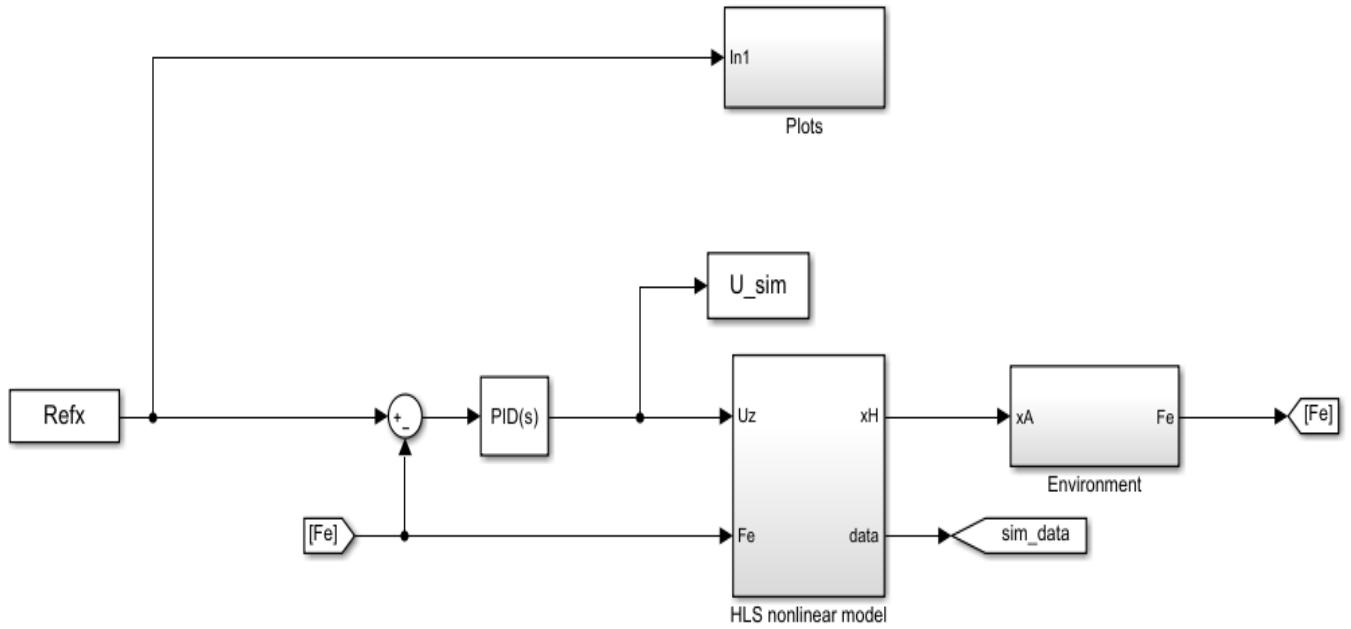 In1
Plots
U_sim
Refx
+
-
PID(s)
Uz
xH
xA
Fe
[Fe]
Environment
[Fe]
Fe
data
sim_data
HLS nonlinear model